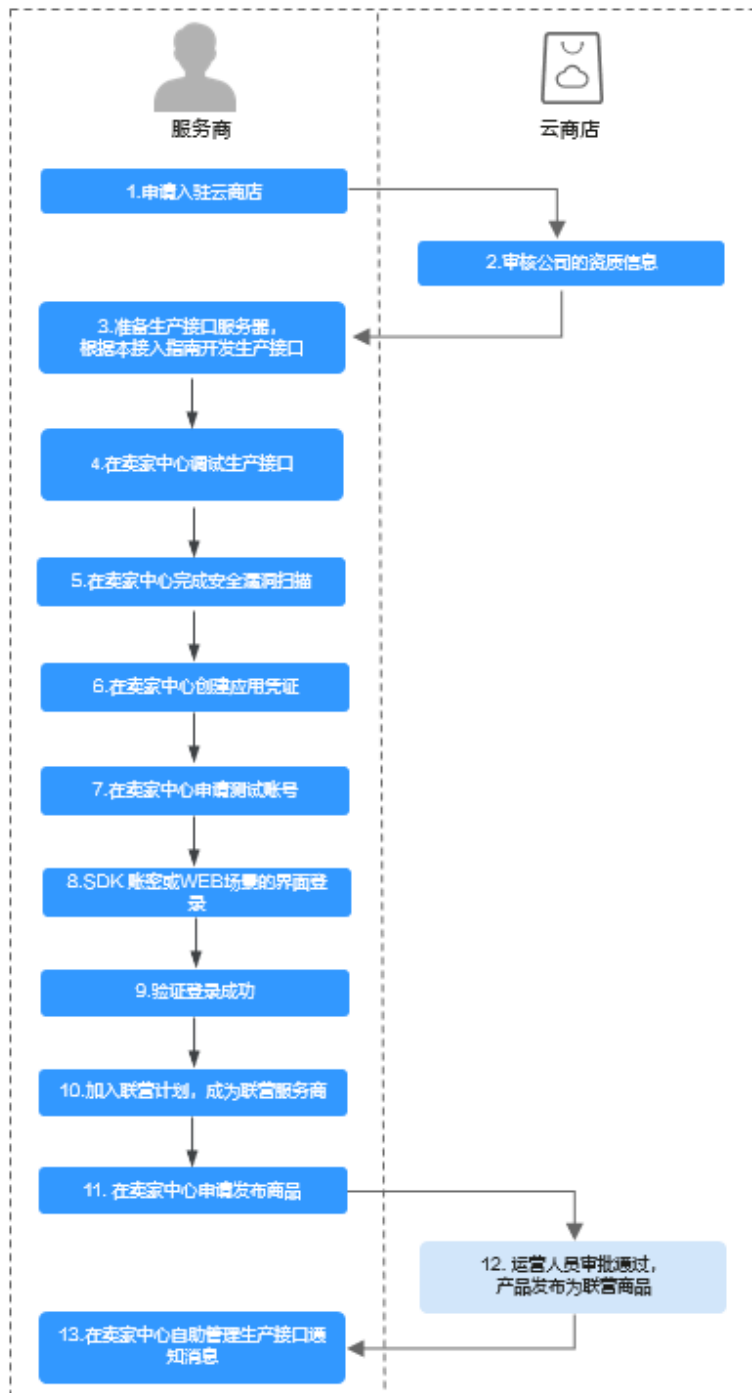 服务商
云商店
1.申请入驻云商店
2.审核公司的资质信息
3.准备生产接口服务器，
根据本接入指南开发生产接口
4.在卖家中心调试生产接口
5.在卖家中心完成安全漏洞扫描
6.在卖家中心创建应用凭证
7.在卖家中心申请测试账号
8.SDK 账密或WEB场景的界面登
录
9.验证登录成功
10.加入联营计划，成为联营服务商
11. 在卖家中心申请发布商品
12. 运营人员审批通过，
产品发布为联营商品
13.在卖家中心自助管理生产接口通
知消息